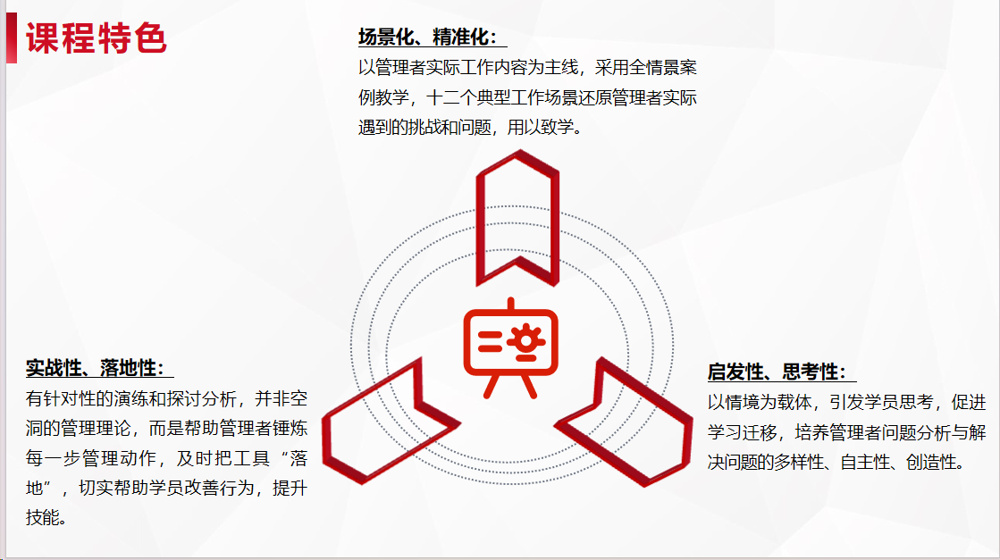 课程特色
场景化、精准化：
以管理者实际工作内容为主线，采用全情景案
例教学，十二个典型工作场景还原管理者实际
遇到的挑战和问题，用以致学。
实战性、落地性：
有针对性的演练和探讨分析，并非空
洞的管理理论，而是帮助管理者锤炼
每一步管理动作，及时把工具“落
地”，切实帮助学员改善行为，提升
技能。
启发性、思考性：
以情境为载体，引发学员思考，促进
学习迁移，培养管理者问题分析与解
决问题的多样性、自主性、创造性。